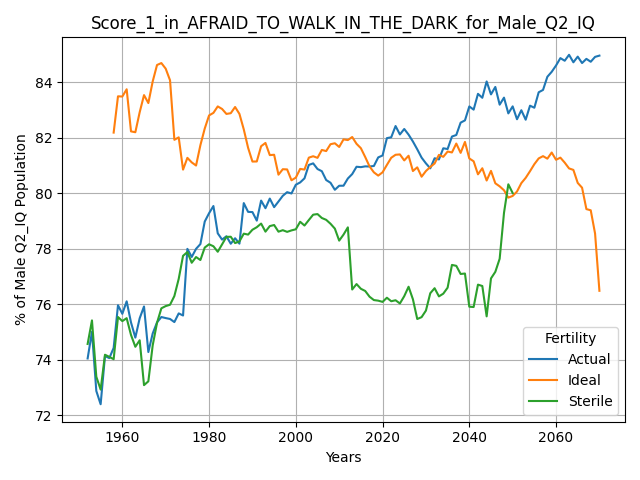 Score_1_in_AFRAID_TO_WALK_IN_THE_DARK_for_Male_Q2_IQ
% of Male Q2_IQ Population
84
82
80
78
76
74
72
1960
1980
2000
2020
2040
2060
Years
Fertility
Actual
Ideal
Sterile